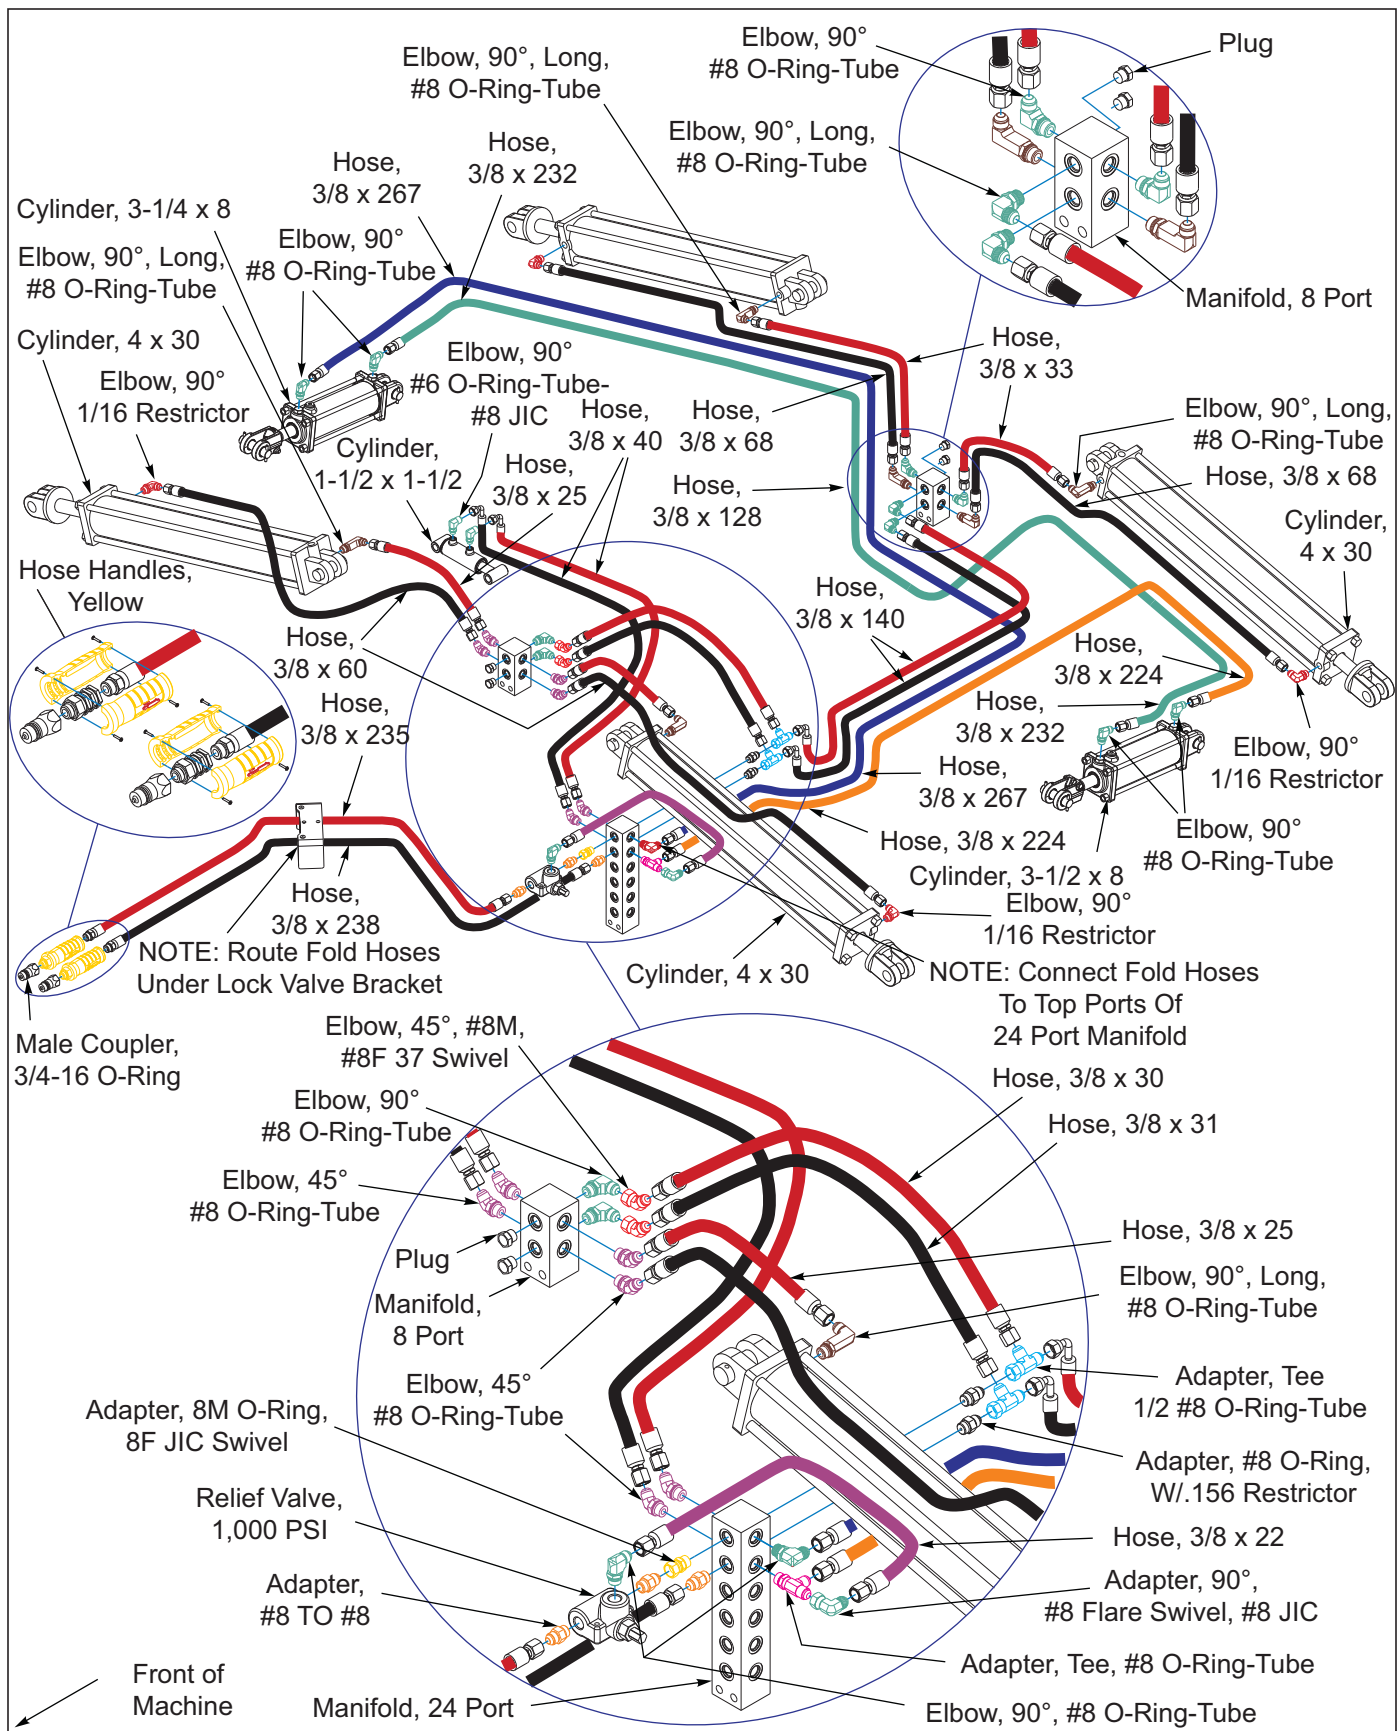 Elbow, 90°
#8 O-Ring-Tube
Plug
Elbow, 90°, Long,
#8 O-Ring-Tube
Elbow, 90°, Long,
#8 O-Ring-Tube
Hose,
3/8 x 267
Hose,
3/8 x 232
Cylinder, 3-1/4 x 8
Elbow, 90°
#8 O-Ring-Tube
Elbow, 90°, Long,
#8 O-Ring-Tube
Manifold, 8 Port
Cylinder, 4 x 30
Elbow, 90°
#6 O-Ring-Tube-
#8 JIC
Hose,
3/8 x 33
Elbow, 90°
1/16 Restrictor
Hose,
3/8 x 40
Hose,
3/8 x 68
Elbow, 90°, Long,
#8 O-Ring-Tube
Cylinder,
1-1/2 x 1-1/2
Hose,
3/8 x 25
Hose, 3/8 x 68
Hose,
3/8 x 128
Cylinder,
4 x 30
Hose Handles,
Yellow
Hose,
3/8 x 140
Hose,
3/8 x 60
Hose,
3/8 x 224
Hose,
3/8 x 235
Hose,
3/8 x 232
Elbow, 90°
1/16 Restrictor
Hose,
3/8 x 267
Hose, 3/8 x 224
Elbow, 90°
#8 O-Ring-Tube
Cylinder, 3-1/2 x 8
Hose,
3/8 x 238
Elbow, 90°
1/16 Restrictor
NOTE: Route Fold Hoses
Under Lock Valve Bracket
Cylinder, 4 x 30
NOTE: Connect Fold Hoses
To Top Ports Of
24 Port Manifold
Male Coupler,
3/4-16 O-Ring
Elbow, 45°, #8M,
#8F 37 Swivel
Hose, 3/8 x 30
Elbow, 90°
#8 O-Ring-Tube
Hose, 3/8 x 31
Elbow, 45°
#8 O-Ring-Tube
Hose, 3/8 x 25
Plug
Elbow, 90°, Long,
#8 O-Ring-Tube
Manifold,
8 Port
Elbow, 45°
#8 O-Ring-Tube
Adapter, Tee
1/2 #8 O-Ring-Tube
Adapter, 8M O-Ring,
8F JIC Swivel
Adapter, #8 O-Ring,
W/.156 Restrictor
Relief Valve,
1,000 PSI
Hose, 3/8 x 22
Adapter,
#8 TO #8
Adapter, 90°,
#8 Flare Swivel, #8 JIC
Adapter, Tee, #8 O-Ring-Tube
Front of
Machine
Manifold, 24 Port
Elbow, 90°, #8 O-Ring-Tube